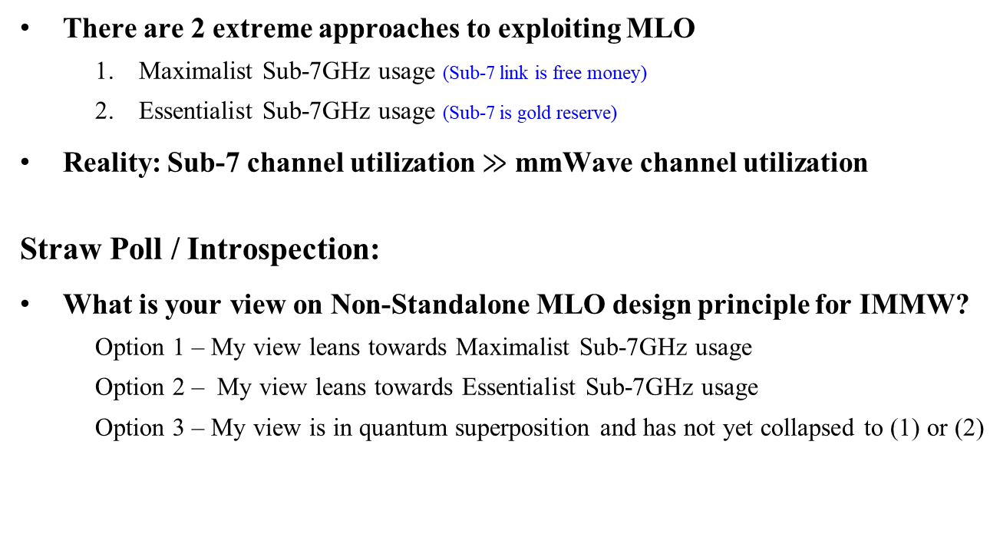 • There are 2 extreme approaches to exploiting MLO
1. Maximalist Sub-7GHz usage (Sub-7 link is free money)
2. Essentialist Sub-7GHz usage (Sub-7 is gold reserve)
• Reality: Sub-7 channel utilization ≫ mmWave channel utilization
Straw Poll / Introspection:
• What is your view on Non-Standalone MLO design principle for IMMW?
Option 1 – My view leans towards Maximalist Sub-7GHz usage
Option 2 – My view leans towards Essentialist Sub-7GHz usage
Option 3 – My view is in quantum superposition and has not yet collapsed to (1) or (2)